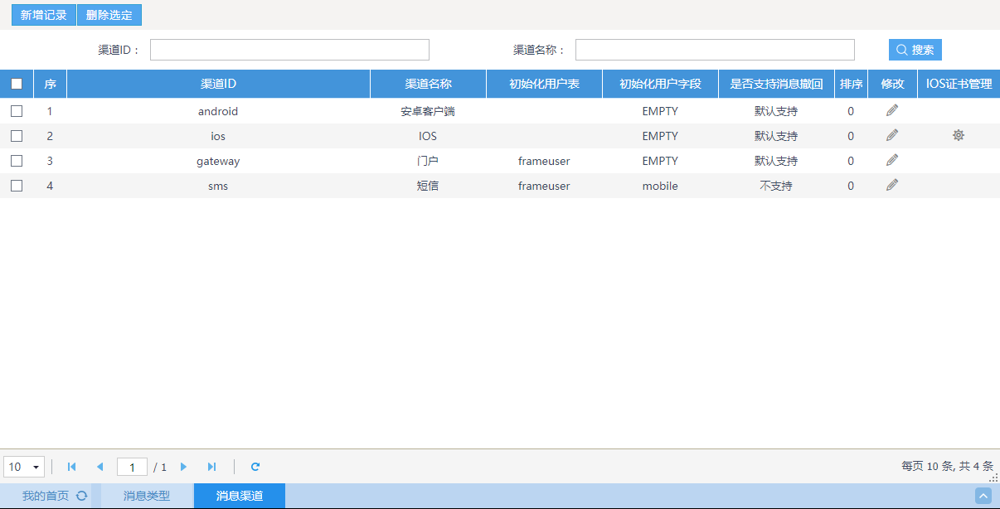 新增记录 删除选定
渠道ID： 渠道名称： 搜索
序 渠道ID 渠道名称 初始化用户表 初始化用户字段 是否支持消息撤回 排序 修改 IOS证书管理
1 android 安卓客户端 EMPTY 默认支持 0
2 ios IOS EMPTY 默认支持 0
3 gateway 门户 frameuser EMPTY 默认支持 0
4 sms 短信 frameuser mobile 不支持 0
10 1 / 1 每页 10 条, 共 4 条
我的首页 消息类型 消息渠道